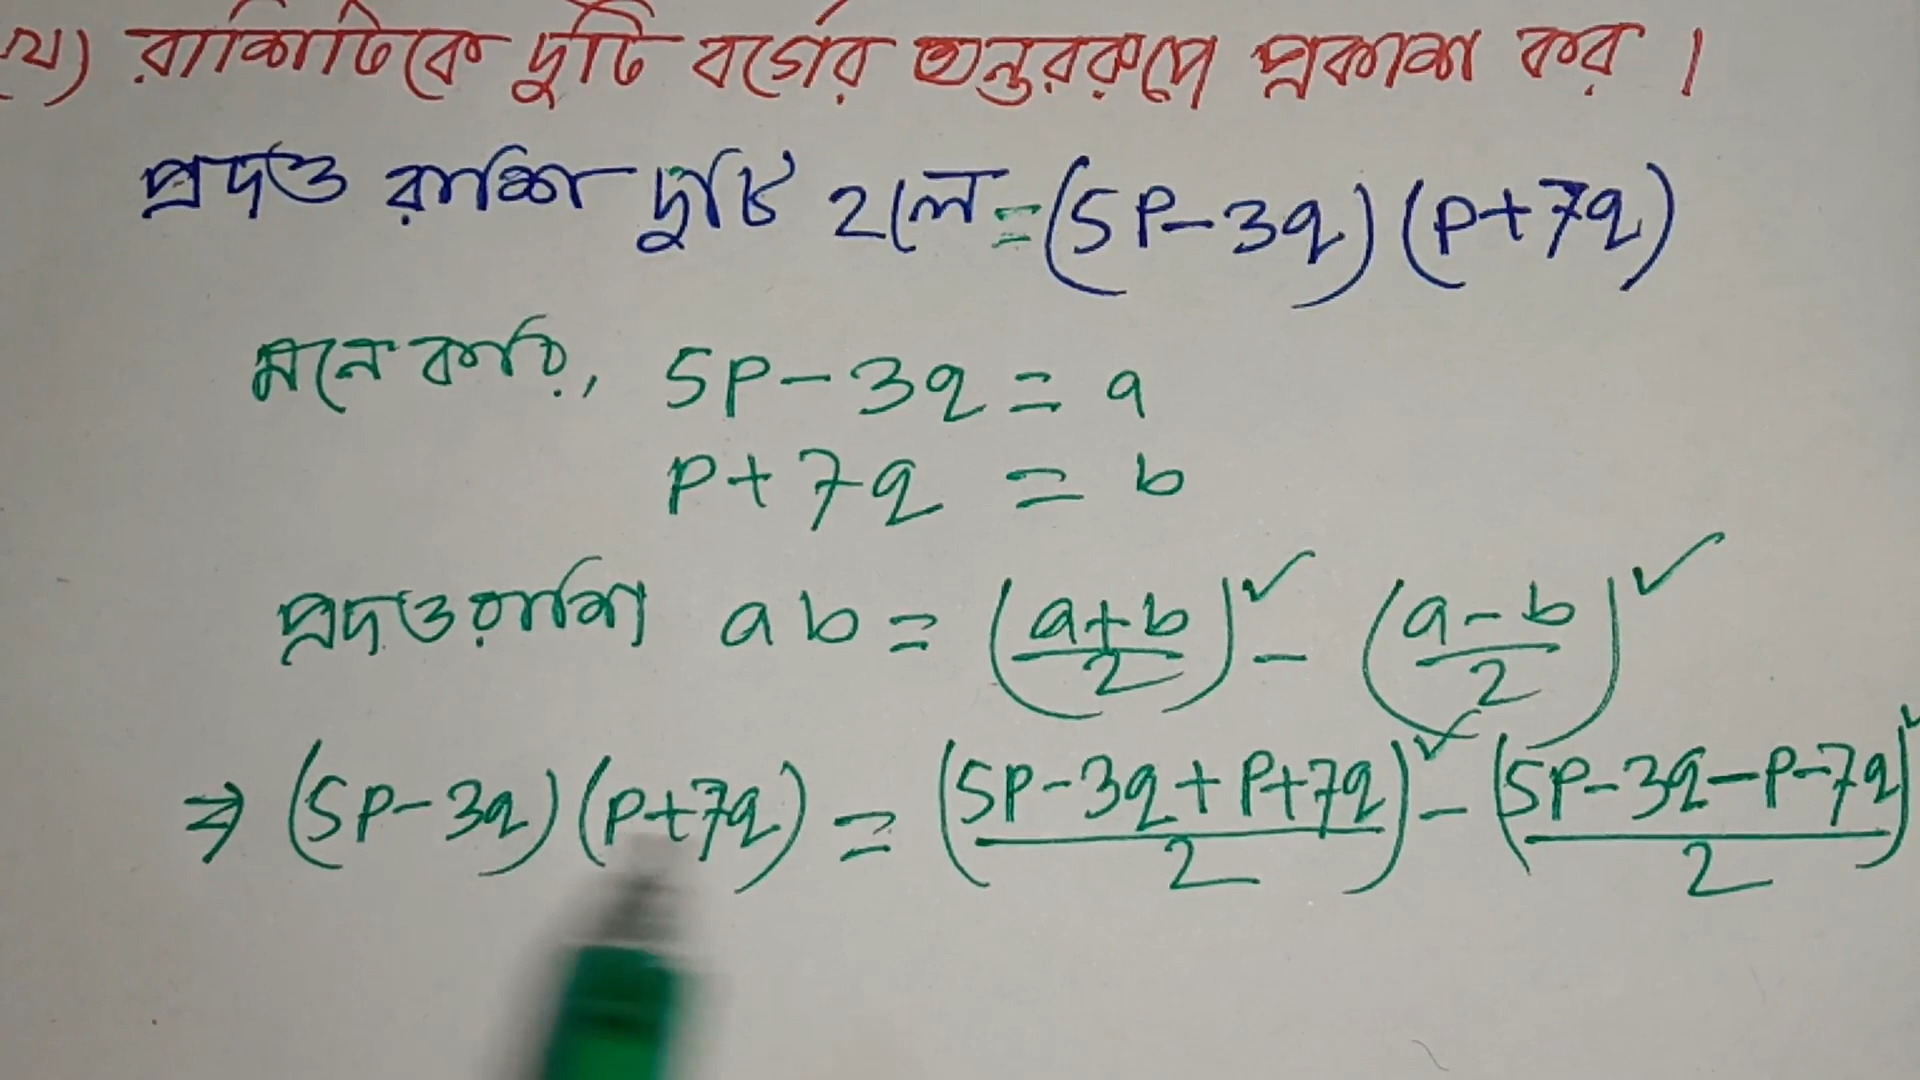 (খ) রাশিটিকে দুটি বর্গের অন্তররূপে প্রকাশ কর ।
প্রদত্ত রাশি দুটি হলে = (5P-3q) (P+7q)
মনে করি, 5P-3q = a
P+7q = b
প্রদত্ত রাশি ab = ((a+b)/2)² - ((a-b)/2)²
⇒ (5P-3q) (P+7q) = ((5P-3q+P+7q)/2)² - ((5P-3q-P-7q)/2)²